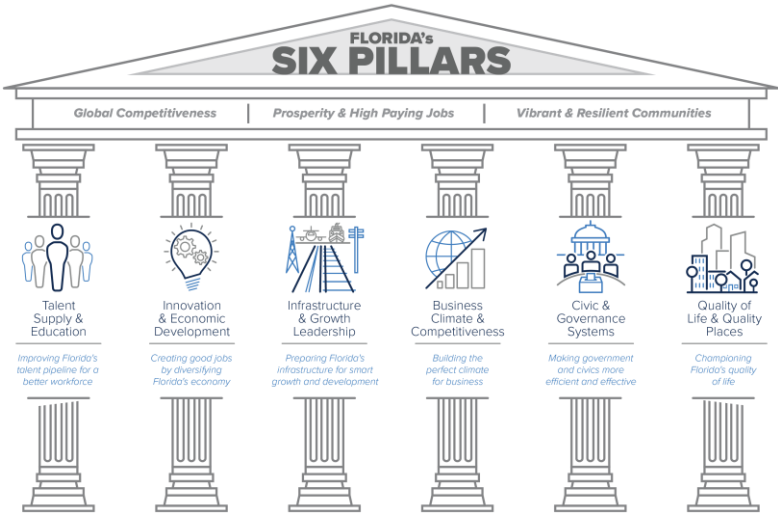 FLORIDA's
SIX PILLARS
Global Competitiveness | Prosperity & High Paying Jobs | Vibrant & Resilient Communities
Talent
Supply &
Education
Improving Florida's
talent pipeline for a
better workforce
Innovation
& Economic
Development
Creating good jobs
by diversifying
Florida's economy
Infrastructure
& Growth
Leadership
Preparing Florida's
infrastructure for smart
growth and development
Business
Climate &
Competitiveness
Building the
perfect climate
for business
Civic &
Governance
Systems
Making government
and civics more
efficient and effective
Quality of
Life & Quality
Places
Championing
Florida's quality
of life